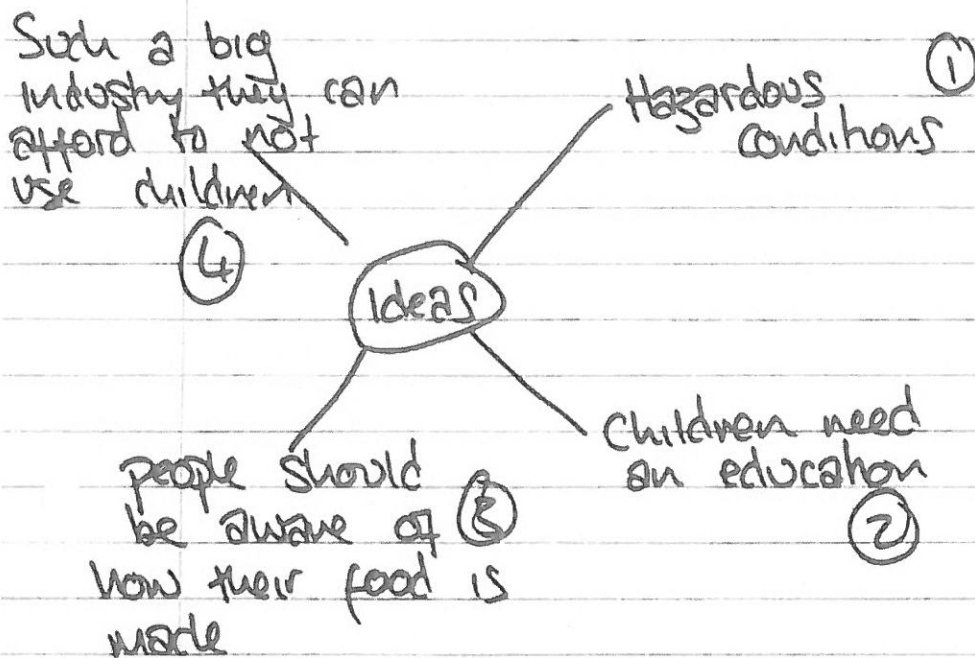 Such a big
industry they can
afford to not
use children
4
Hazardous
conditions
1
Ideas
people should
be aware of
how their food is
made
3
Children need
an education
2